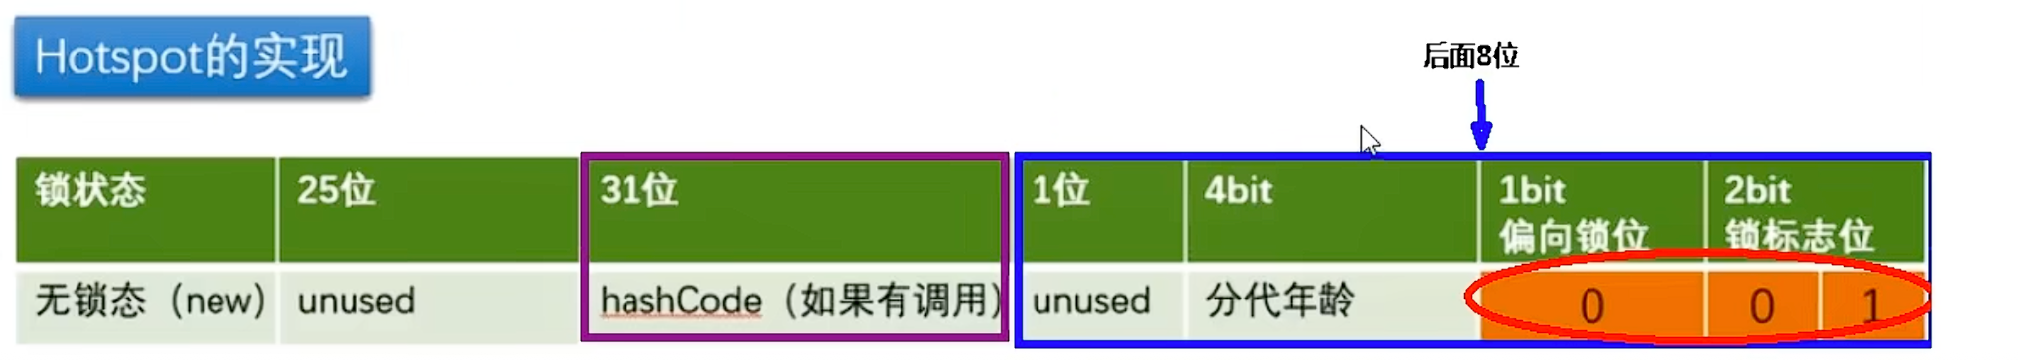 Hotspot的实现
后面8位
锁状态 25位 31位 1位 4bit 1bit 2bit
偏向锁位 锁标志位
无锁态（new) unused hashCode（如果有调用) unused 分代年龄 0 0 1